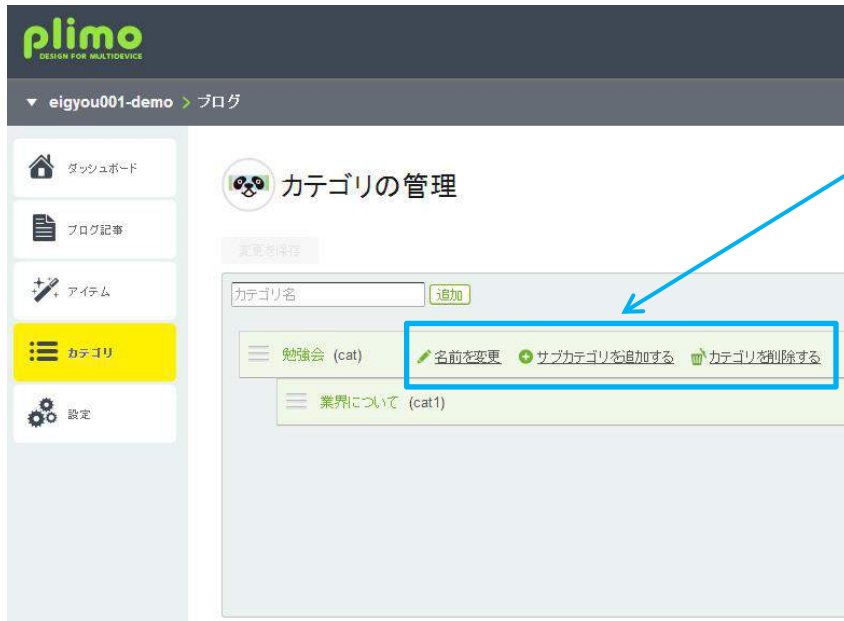 plimo
DESIGN FOR MULTIDEVICE
▼ eigyou001-demo > ブログ
ダッシュボード
ブログ記事
アイテム
カテゴリ
設定
カテゴリの管理
変更を保存
カテゴリ名 追加
勉強会 (cat) 名前を変更 サブカテゴリを追加する カテゴリを削除する
業界について (cat1)